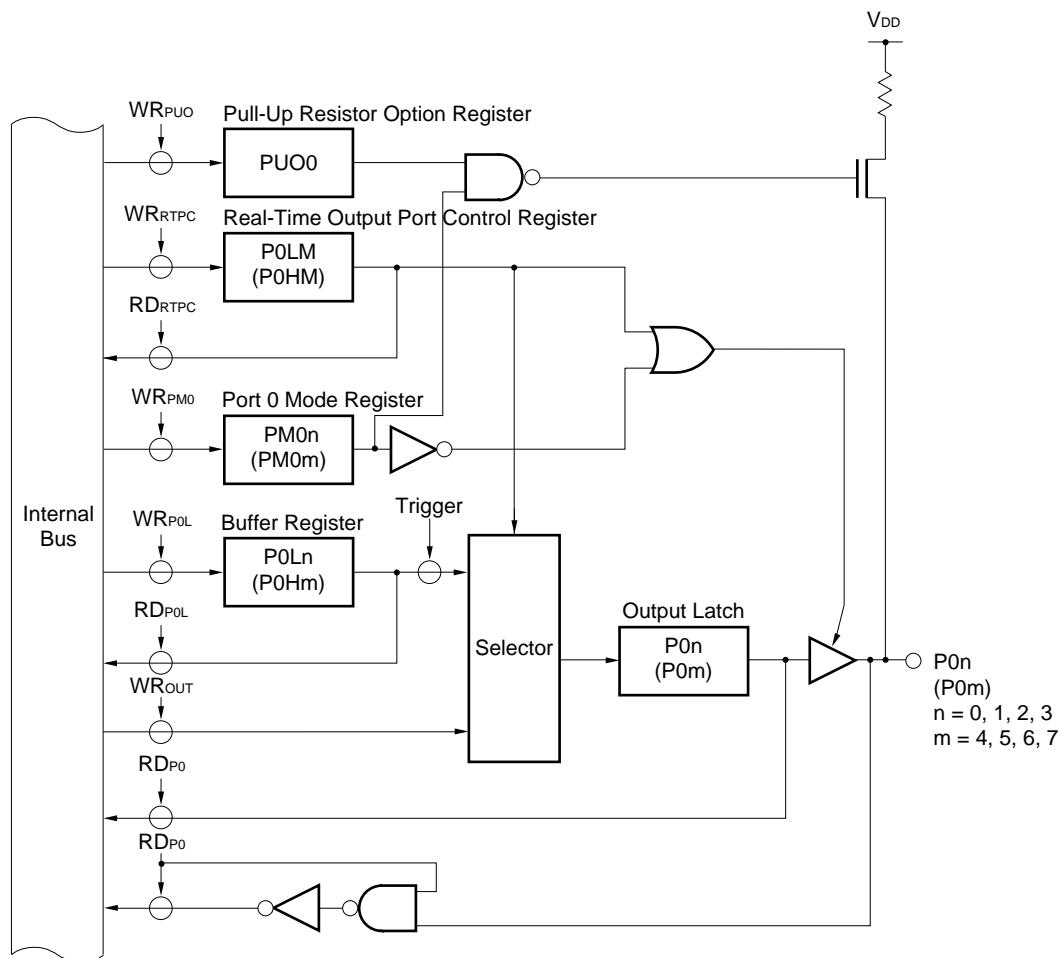 VDD
WRPUO
Pull-Up Resistor Option Register
PUO0
WRRTPC
Real-Time Output Port Control Register
P0LM
(P0HM)
RDRTPC
WRPM0
Port 0 Mode Register
PM0n
(PM0m)
Internal
Bus
WRP0L
Buffer Register
Trigger
P0Ln
(P0Hm)
RDP0L
Selector
Output Latch
P0n
(P0m)
WROUT
P0n
(P0m)
n = 0, 1, 2, 3
m = 4, 5, 6, 7
RDP0
RDP0